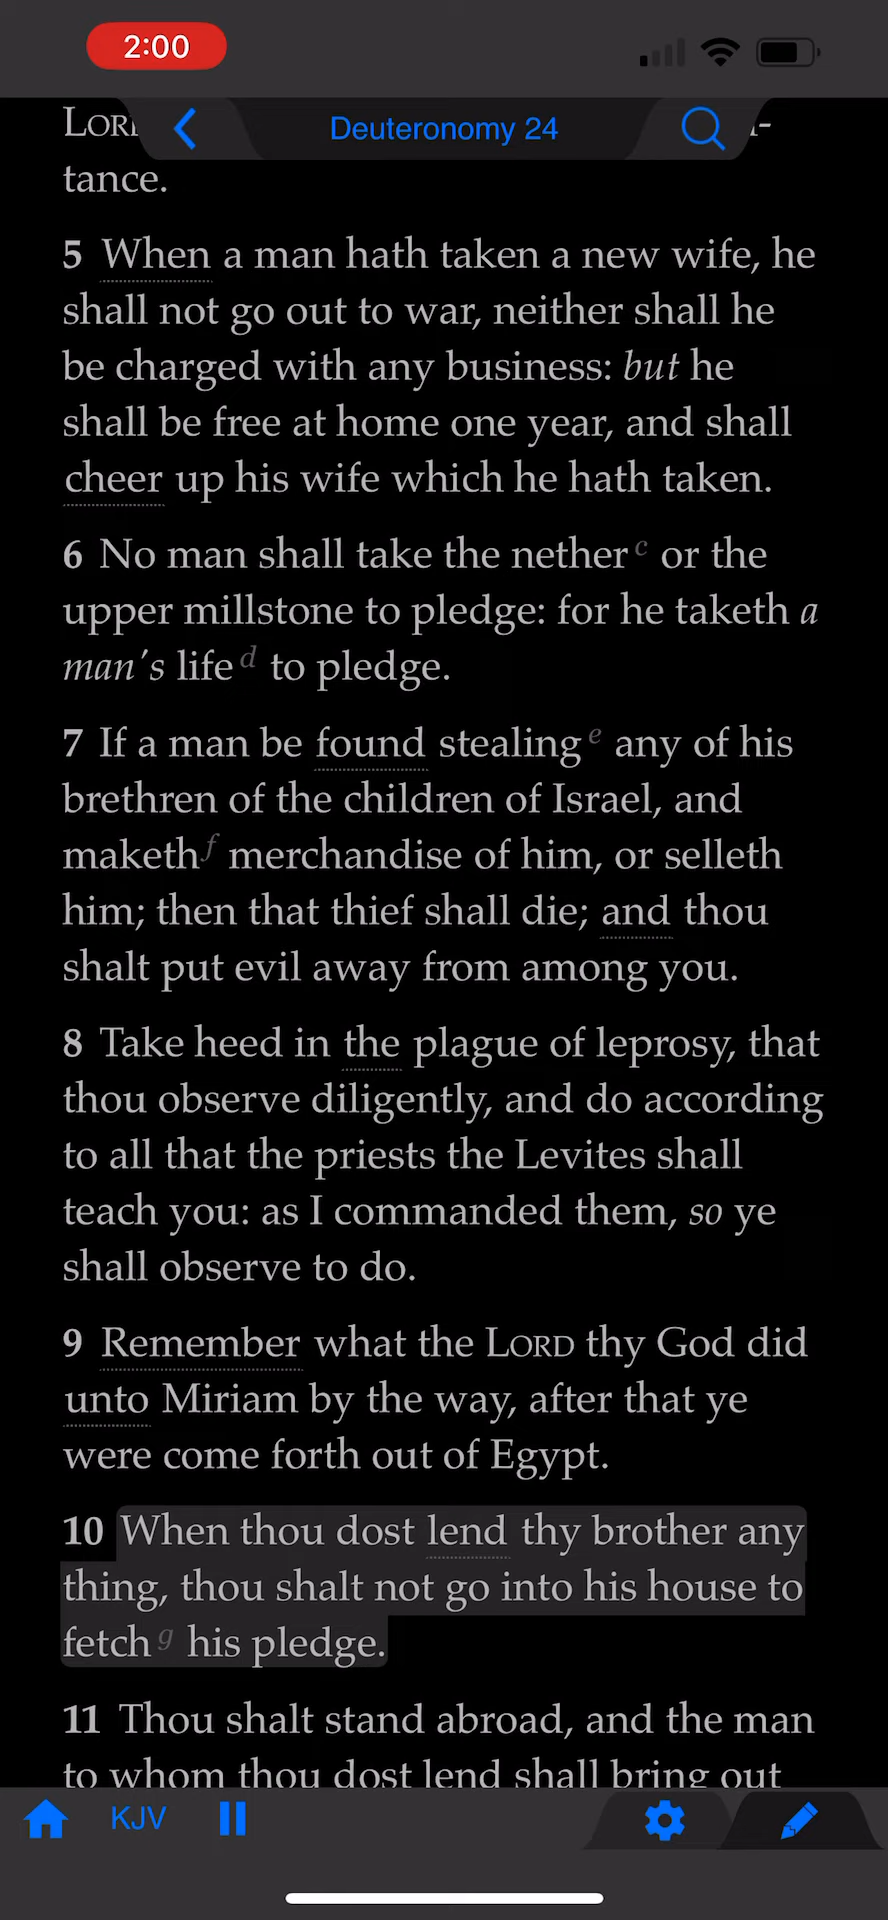 2:00
Deuteronomy 24
tance.
5 When a man hath taken a new wife, he
shall not go out to war, neither shall he
be charged with any business: but he
shall be free at home one year, and shall
cheer up his wife which he hath taken.
6 No man shall take the nether c or the
upper millstone to pledge: for he taketh a
man's life d to pledge.
7 If a man be found stealing e any of his
brethren of the children of Israel, and
maketh f merchandise of him, or selleth
him; then that thief shall die; and thou
shalt put evil away from among you.
8 Take heed in the plague of leprosy, that
thou observe diligently, and do according
to all that the priests the Levites shall
teach you: as I commanded them, so ye
shall observe to do.
9 Remember what the LORD thy God did
unto Miriam by the way, after that ye
were come forth out of Egypt.
10 When thou dost lend thy brother any
thing, thou shalt not go into his house to
fetch g his pledge.
11 Thou shalt stand abroad, and the man
to whom thou dost lend shall bring out
KJV